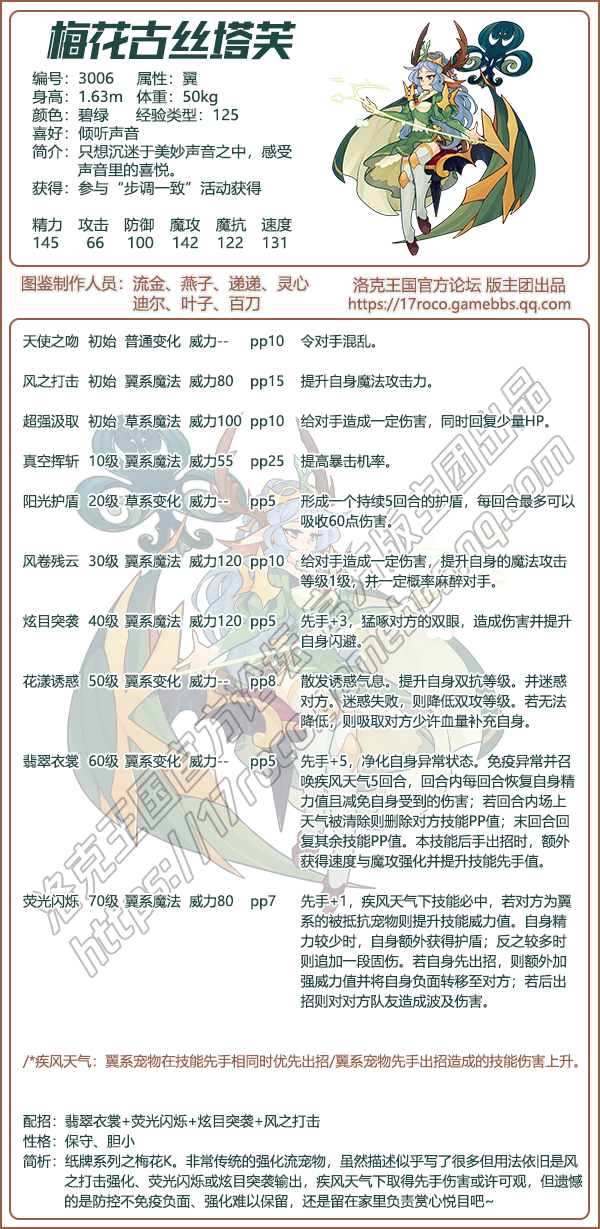 梅花古丝塔芙
编号：3006 属性：翼
身高：1.63m 体重：50kg
颜色：碧绿 经验类型：125
喜好：倾听声音
简介：只想沉迷于美妙声音之中，感受
声音里的喜悦。
获得：参与“步调一致”活动获得
精力 攻击 防御 魔攻 魔抗 速度
145 66 100 142 122 131
图鉴制作人员：流金、燕子、递递、灵心
迪尔、叶子、百刀
洛克王国官方论坛 版主团出品
https://17roco.gamebbs.qq.com
天使之吻 初始 普通变化 威力-- pp10 令对手混乱。
风之打击 初始 翼系魔法 威力80 pp15 提升自身魔法攻击力。
超强汲取 初始 草系魔法 威力100 pp10 给对手造成一定伤害，同时回复少量HP。
真空挥斩 10级 翼系魔法 威力55 pp25 提高暴击机率。
阳光护盾 20级 草系变化 威力-- pp5 形成一个持续5回合的护盾，每回合最多可以
吸收60点伤害。
风卷残云 30级 翼系魔法 威力120 pp10 给对手造成一定伤害，提升自身的魔法攻击
等级1级，并一定概率麻醉对手。
炫目突袭 40级 翼系魔法 威力120 pp5 先手+3，猛啄对方的双眼，造成伤害并提升
自身闪避。
花漾诱惑 50级 翼系变化 威力-- pp8 散发诱惑气息。提升自身双抗等级。并迷惑
对方。迷惑失败，则降低双攻等级。若无法
降低，则吸取对方少许血量补充自身。
翡翠衣裳 60级 翼系变化 威力-- pp5 先手+5，净化自身异常状态。免疫异常并召
唤疾风天气5回合，回合内每回合恢复自身精
力值且减免自身受到的伤害；若回合内场上
天气被清除则删除对方技能PP值；末回合回
复其余技能PP值。本技能后手出招时，额外
获得速度与魔攻强化并提升技能先手值。
荧光闪烁 70级 翼系魔法 威力80 pp7 先手+1，疾风天气下技能必中，若对方为翼
系的被抵抗宠物则提升技能威力值。自身精
力较少时，自身额外获得护盾；反之较多时
则追加一段固伤。若自身先出招，则额外加
强威力值并将自身负面转移至对方；若后出
招则对对方队友造成波及伤害。
/*疾风天气：翼系宠物在技能先手相同时优先出招/翼系宠物先手出招造成的技能伤害上升。
配招：翡翠衣裳+荧光闪烁+炫目突袭+风之打击
性格：保守、胆小
简析：纸牌系列之梅花K。非常传统的强化流宠物，虽然描述似乎写了很多但用法依旧是风
之打击强化、荧光闪烁或炫目突袭输出，疾风天气下取得先手伤害或许可观，但遗憾
的是防控不免疫负面、强化难以保留，还是留在家里负责赏心悦目吧~
洛克王国官方论坛 版主团出品
https://17roco.gamebbs.qq.com